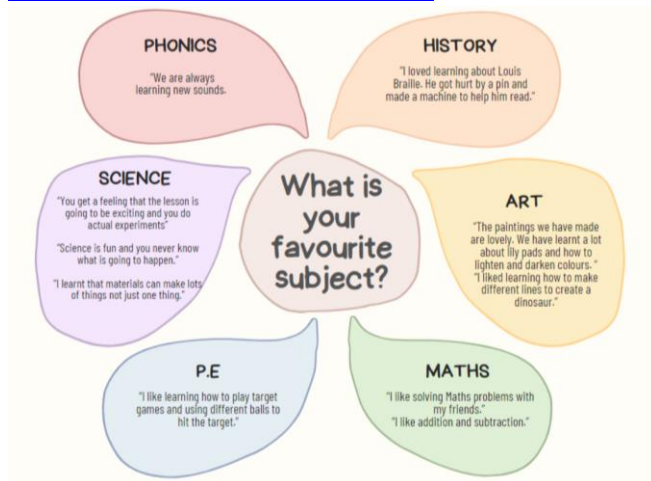 PHONICS
"We are always
learning new sounds.
HISTORY
"I loved learning about Louis
Braille. He got hurt by a pin and
made a machine to help him read."
SCIENCE
"You get a feeling that the lesson is
going to be exciting and you do
actual experiments"
"Science is fun and you never know
what is going to happen."
"I learnt that materials can make lots
of things not just one thing."
What is
your
favourite
subject?
ART
"The paintings we have made
are lovely. We have learnt a lot
about lily pads and how to
lighten and darken colours. "
"I liked learning how to make
different lines to create a
dinosaur."
P.E
"I like learning how to play target
games and using different balls to
hit the target."
MATHS
"I like solving Maths problems with
my friends."
"I like addition and subtraction."